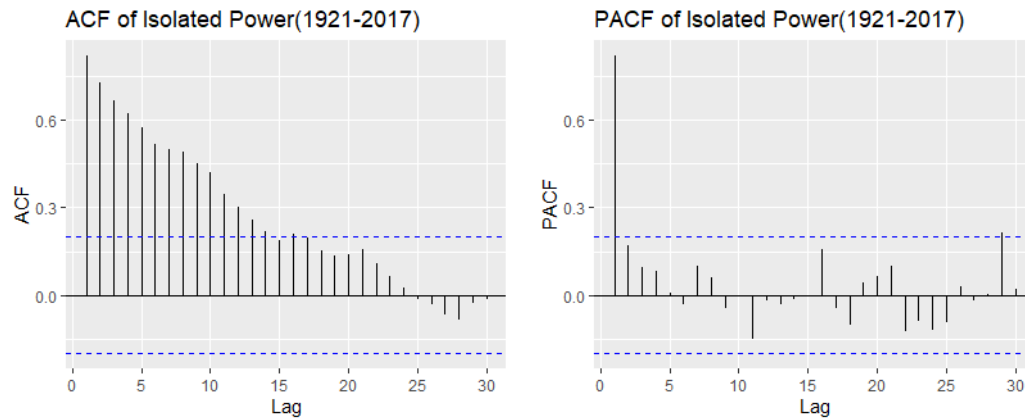 ACF of Isolated Power(1921-2017)
ACF
0.6
0.3
0.0
0 5 10 15 20 25 30
Lag
PACF of Isolated Power(1921-2017)
PACF
0.6
0.3
0.0
0 5 10 15 20 25 30
Lag